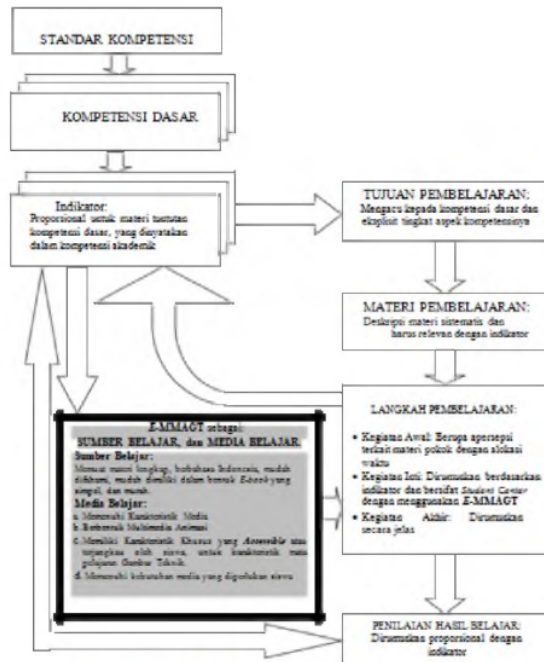 STANDAR KOMPETENSI
KOMPETENSI DASAR
Indikator:
Proporsional untuk materi tuntutan
kompetensi dasar, yang dinyatakan
dalam kompetensi akademik
TUJUAN PEMBELAJARAN:
Mengacu kepada kompetensi dasar dan
eksplisit tingkat aspek kompetensinya
MATERI PEMBELAJARAN:
Deskripsi materi sistematis dan
harus relevan dengan indikator
LANGKAH PEMBELAJARAN:
• Kegiatan Awal: Berupa apersepsi
terkait materi pokok dengan alokasi
waktu
• Kegiatan Inti: Dirumuskan berdasarkan
indikator dan bersifat Student Center
dengan menggunakan E-MMAGT
• Kegiatan Akhir: Dirumuskan
secara jelas
E-MMAGT sebagai:
SUMBER BELAJAR, dan MEDIA BELAJAR.
Sumber Belajar:
Memuat materi lengkap, berbahasa Indonesia, mudah
difahami, mudah dimiliki dalam bentuk E-book yang
simpel, dan murah.
Media Belajar:
a. Memenuhi Karakteristik Media
b. Berbentuk Multimedia Animasi
c. Memiliki Karakteristik Khusus yang Accessible atau
terjangkau oleh siswa, untuk karakteristik mata
pelajaran Gambar Teknik.
d. Memenuhi kebutuhan media yang diperlukan siswa
PENILAIAN HASIL BELAJAR:
Dirumuskan proporsional dengan
indikator